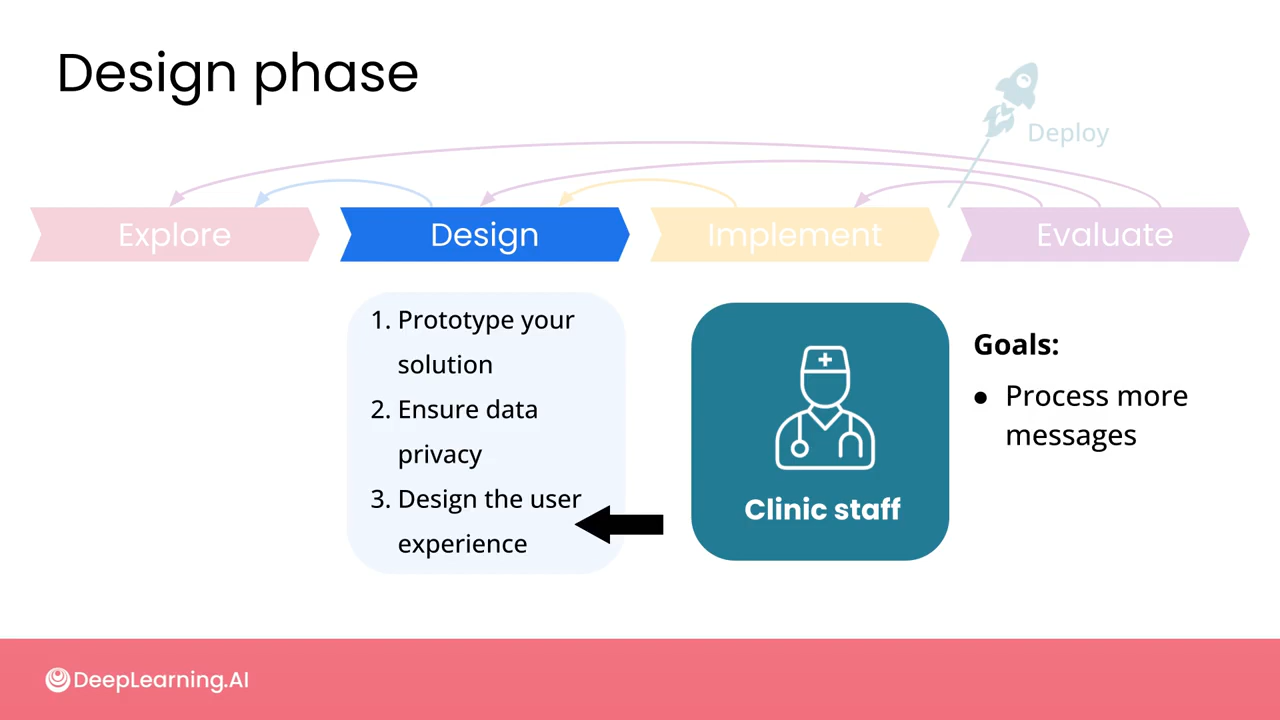 Design phase
Deploy
Explore
Design
Implement
Evaluate
1. Prototype your
solution
2. Ensure data
privacy
3. Design the user
experience
Clinic staff
Goals:
● Process more
messages
DeepLearning.AI